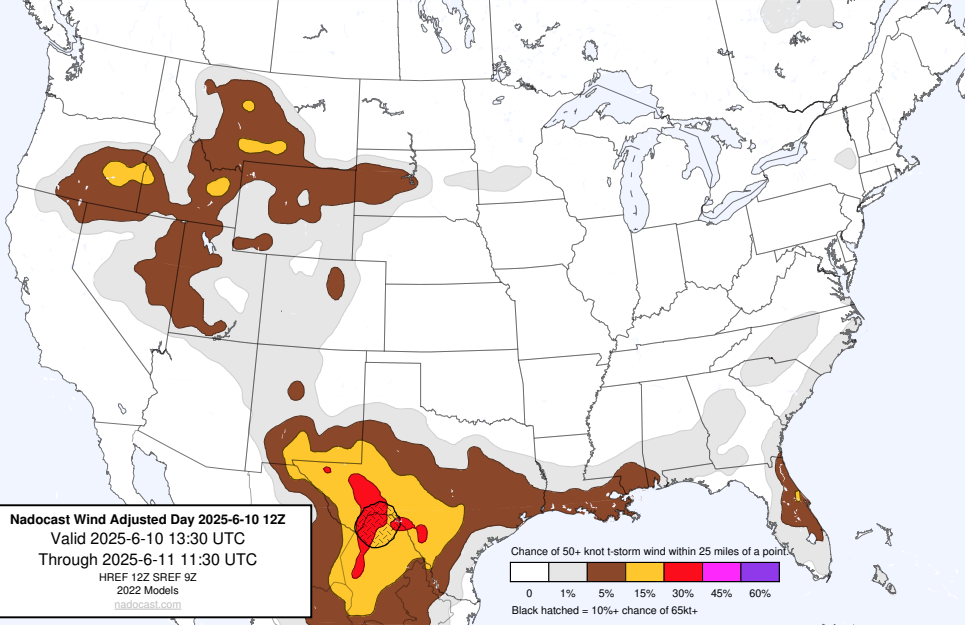 Nadocast Wind Adjusted Day 2025-6-10 12Z
Valid 2025-6-10 13:30 UTC
Through 2025-6-11 11:30 UTC
HREF 12Z SREF 9Z
2022 Models
nadocast.com
Chance of 50+ knot t-storm wind within 25 miles of a point.
0 1% 5% 15% 30% 45% 60%
Black hatched = 10%+ chance of 65kt+